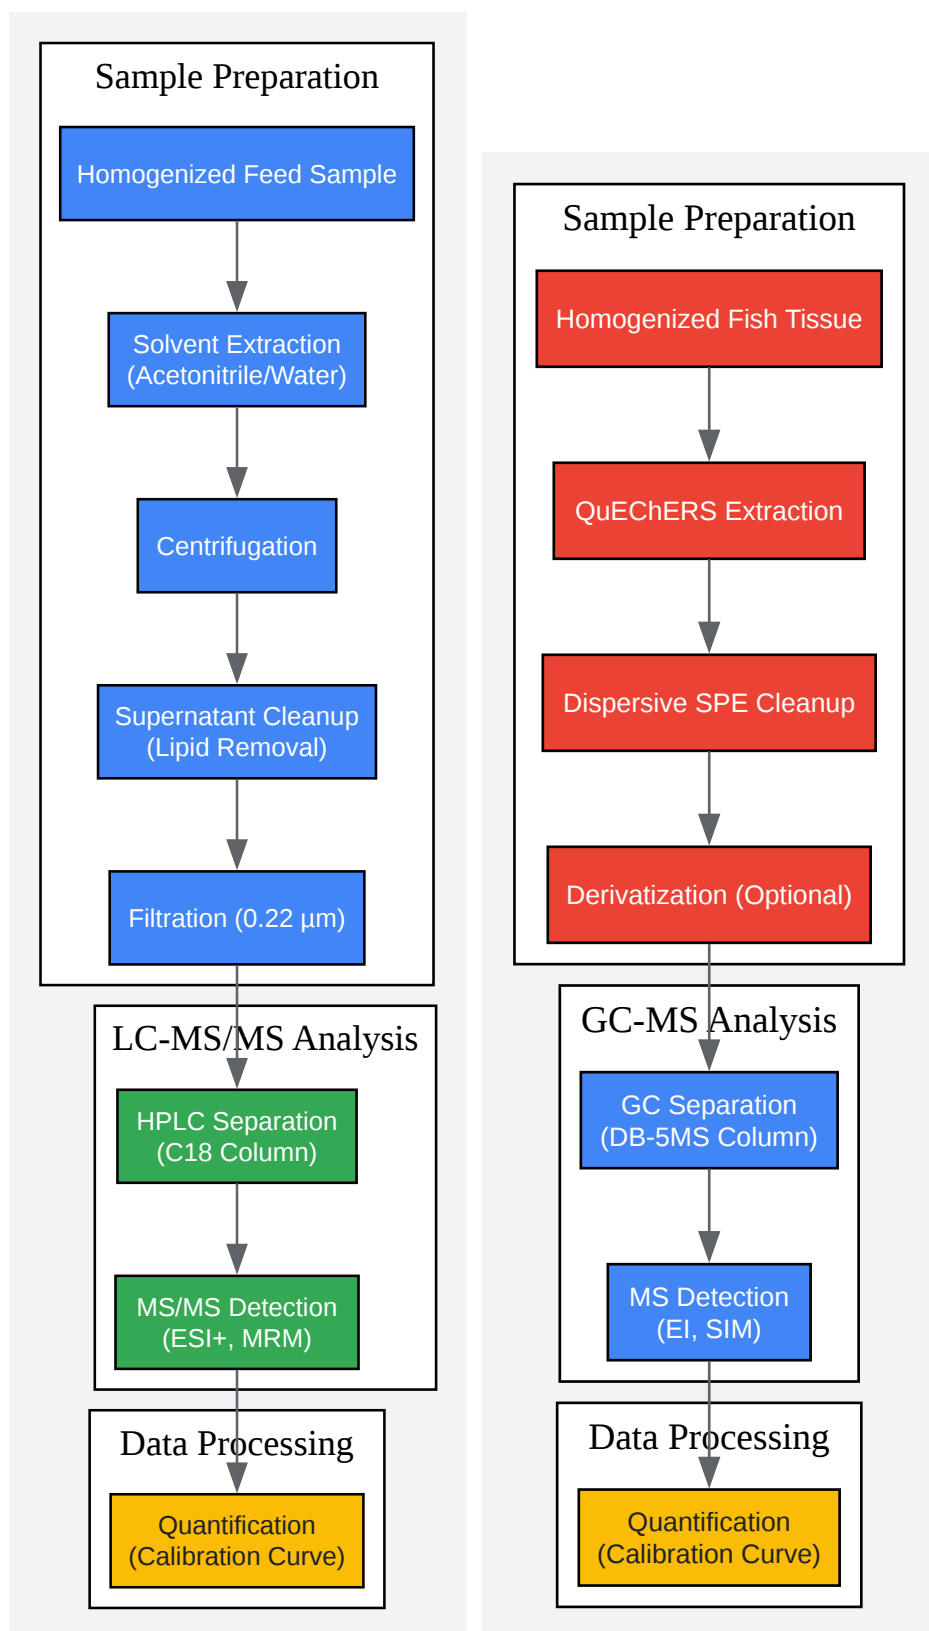 Sample Preparation
Homogenized Feed Sample
Solvent Extraction
(Acetonitrile/Water)
Centrifugation
Supernatant Cleanup
(Lipid Removal)
Filtration (0.22 µm)
LC-MS/MS Analysis
HPLC Separation
(C18 Column)
MS/MS Detection
(ESI+, MRM)
Data Processing
Quantification
(Calibration Curve)
Sample Preparation
Homogenized Fish Tissue
QuEChERS Extraction
Dispersive SPE Cleanup
Derivatization (Optional)
GC-MS Analysis
GC Separation
(DB-5MS Column)
MS Detection
(EI, SIM)
Data Processing
Quantification
(Calibration Curve)